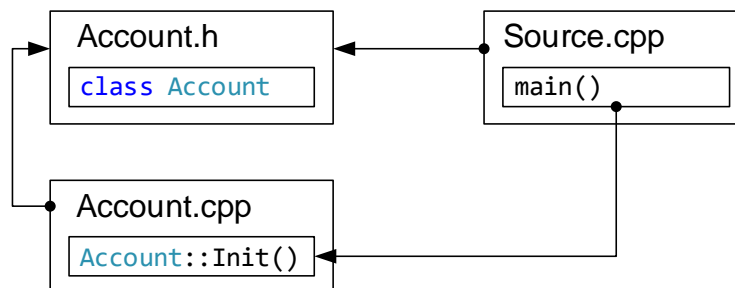 Account.h
class Account
Source.cpp
main()
Account.cpp
Account::Init()